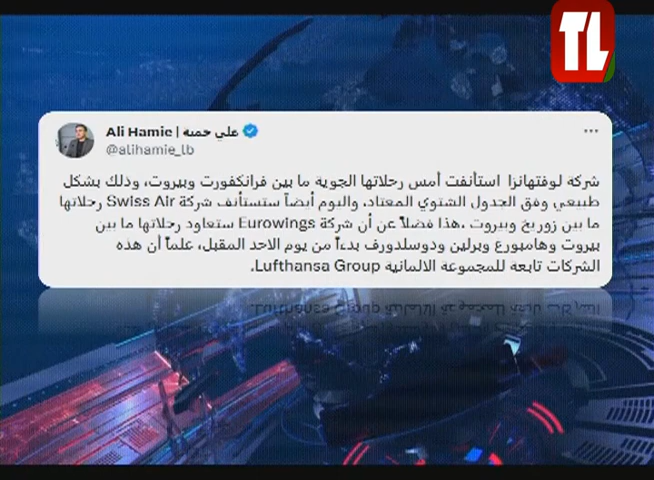 TL
Ali Hamie | علي حمية
@alihamie_lb
شركة لوفتهانزا استأنفت أمس رحلاتها الجوية ما بين فرانكفورت وبيروت، وذلك بشكل
طبيعي وفق الجدول الشتوي المعتاد، واليوم أيضاً ستستأنف شركة Swiss Air رحلاتها
ما بين زوريخ وبيروت ،هذا فضلاً عن أن شركة Eurowings ستعاود رحلاتها ما بين
بيروت وهامبورغ وبرلين ودوسلدورف بدءاً من يوم الاحد المقبل، علماً أن هذه
الشركات تابعة للمجموعة الالمانية Lufthansa Group.